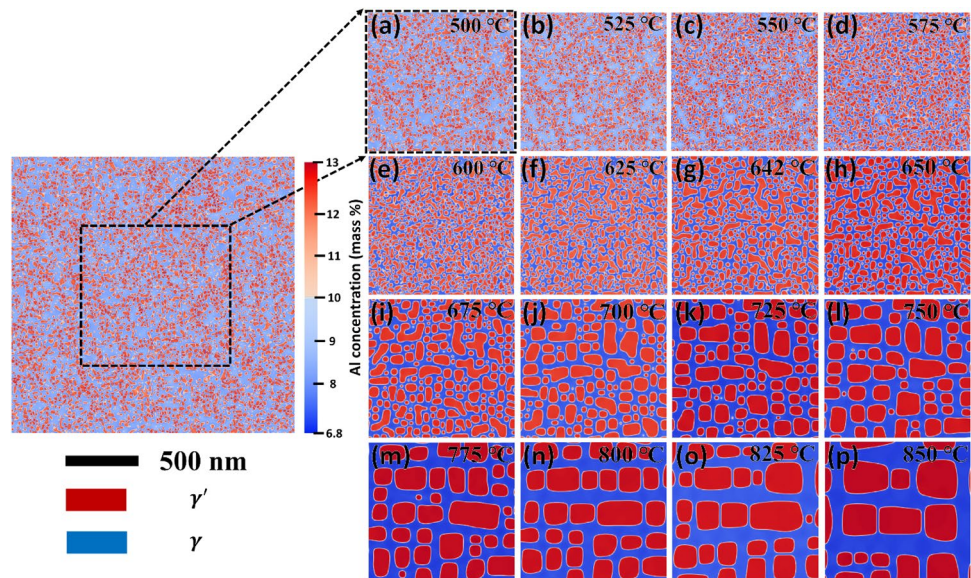 (a) 500 °C
(b) 525 °C
(c) 550 °C
(d) 575 °C
(e) 600 °C
(f) 625 °C
(g) 642 °C
(h) 650 °C
(i) 675 °C
(j) 700 °C
(k) 725 °C
(l) 750 °C
(m) 775 °C
(n) 800 °C
(o) 825 °C
(p) 850 °C
13
12
11
10
9
8
6.8
Al concentration (mass %)
500 nm
γ′
γ